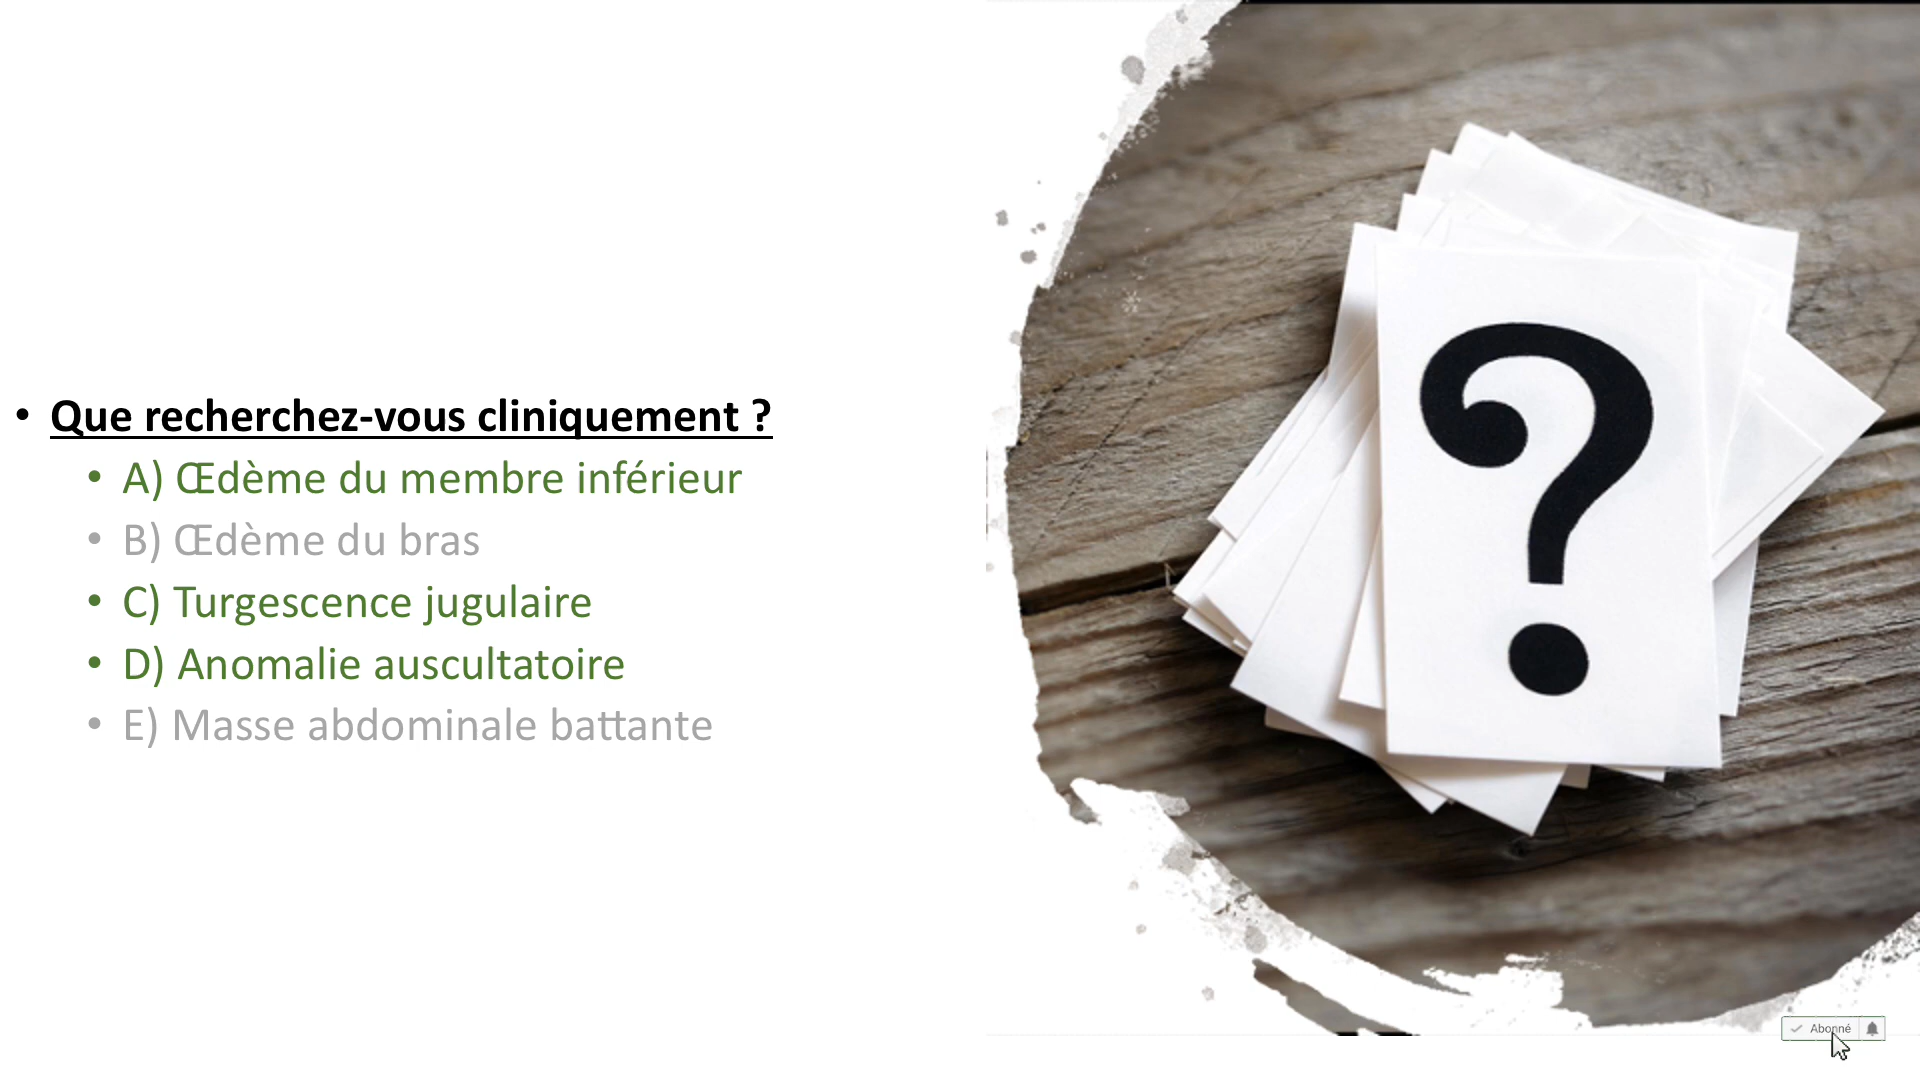 • Que recherchez-vous cliniquement ?
• A) Œdème du membre inférieur
• B) Œdème du bras
• C) Turgescence jugulaire
• D) Anomalie auscultatoire
• E) Masse abdominale battante
?
Abonné